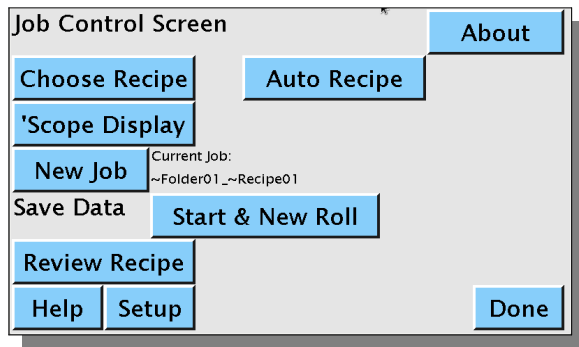 Job Control Screen
About
Choose Recipe
Auto Recipe
'Scope Display
New Job
Current Job:
~Folder01_~Recipe01
Save Data
Start & New Roll
Review Recipe
Help
Setup
Done